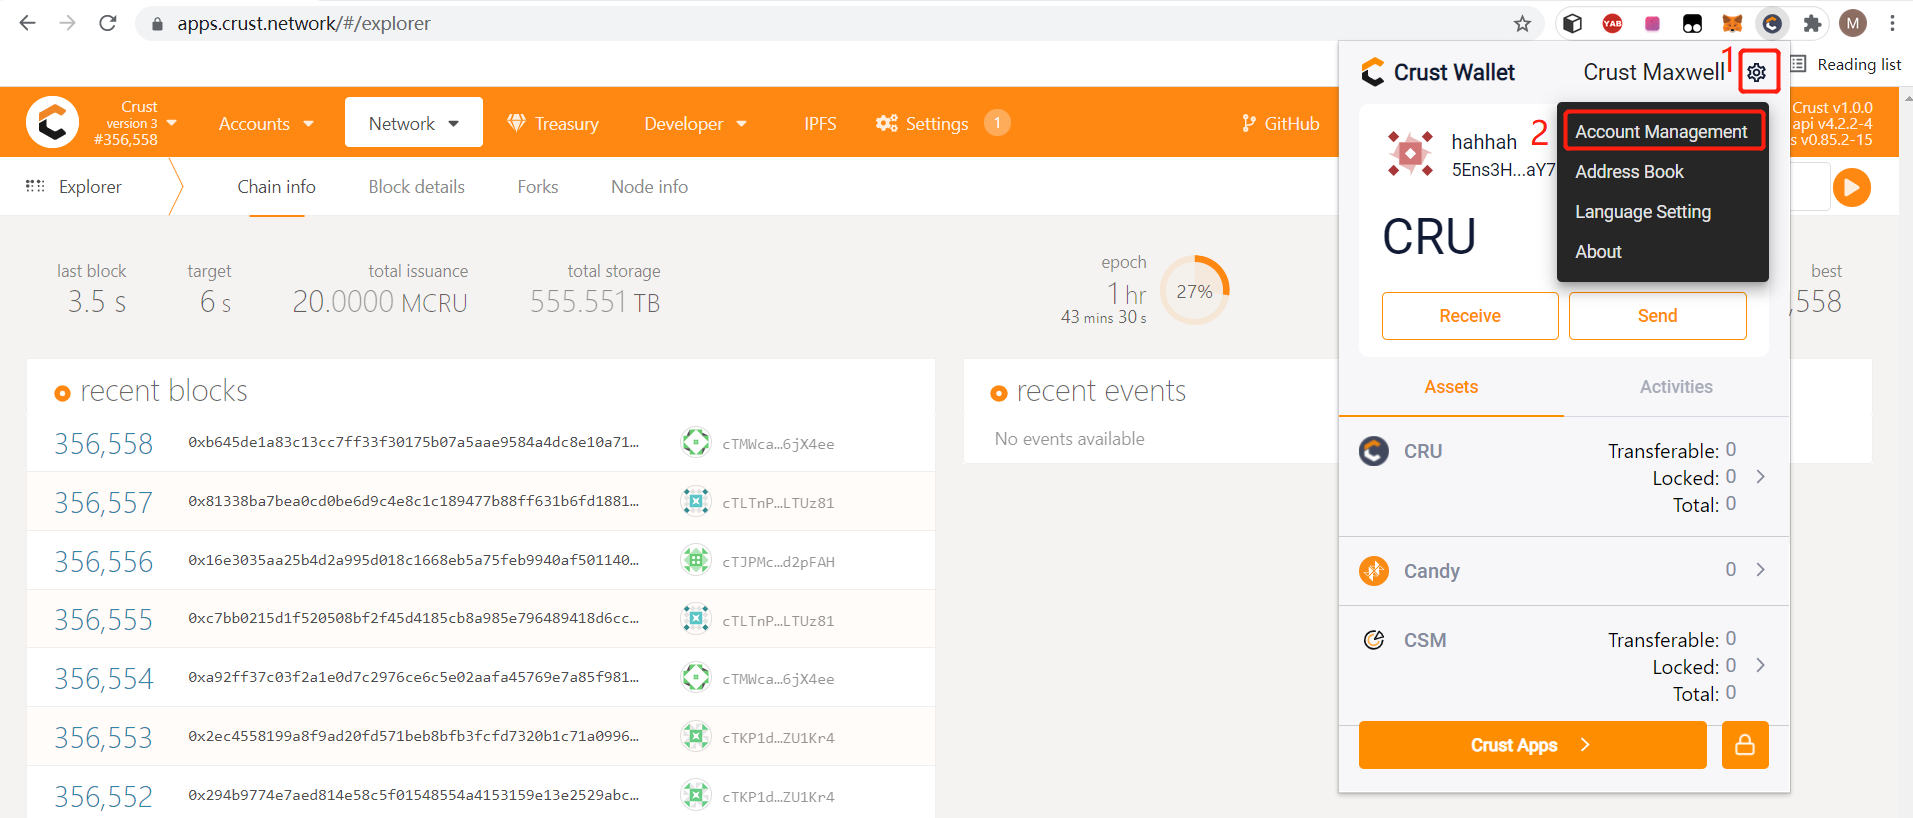 apps.crust.network/#/explorer
YAB
M
Reading list
Crust Wallet
Crust Maxwell
1
Crust
version 3
#356,558
Accounts
Network
Treasury
Developer
IPFS
Settings
1
GitHub
Crust v1.0.0
api v4.2.2-4
s v0.85.2-15
hahhah
5Ens3H...aY7
2
Account Management
Address Book
Language Setting
About
Explorer
Chain info
Block details
Forks
Node info
CRU
last block
3.5 s
target
6 s
total issuance
20.0000 MCRU
total storage
555.551 TB
epoch
1 hr
43 mins 30 s
27%
best
,558
Receive
Send
Assets
Activities
recent blocks
356,558 0xb645de1a83c13cc7ff33f30175b07a5aae9584a4dc8e10a71… cTMWca…6jX4ee
356,557 0x81338ba7bea0cd0be6d9c4e8c1c189477b88ff631b6fd1881… cTLTnP…LTUz81
356,556 0x16e3035aa25b4d2a995d018c1668eb5a75feb9940af501140… cTJPMc…d2pFAH
356,555 0xc7bb0215d1f520508bf2f45d4185cb8a985e796489418d6cc… cTLTnP…LTUz81
356,554 0xa92ff37c03f2a1e0d7c2976ce6c5e02aafa45769e7a85f981… cTMWca…6jX4ee
356,553 0x2ec4558199a8f9ad20fd571beb8bfb3fcfd7320b1c71a0996… cTKP1d…ZU1Kr4
356,552 0x294b9774e7aed814e58c5f01548554a4153159e13e2529abc… cTKP1d…ZU1Kr4
recent events
No events available
CRU
Transferable: 0
Locked: 0
Total: 0
Candy
0
CSM
Transferable: 0
Locked: 0
Total: 0
Crust Apps